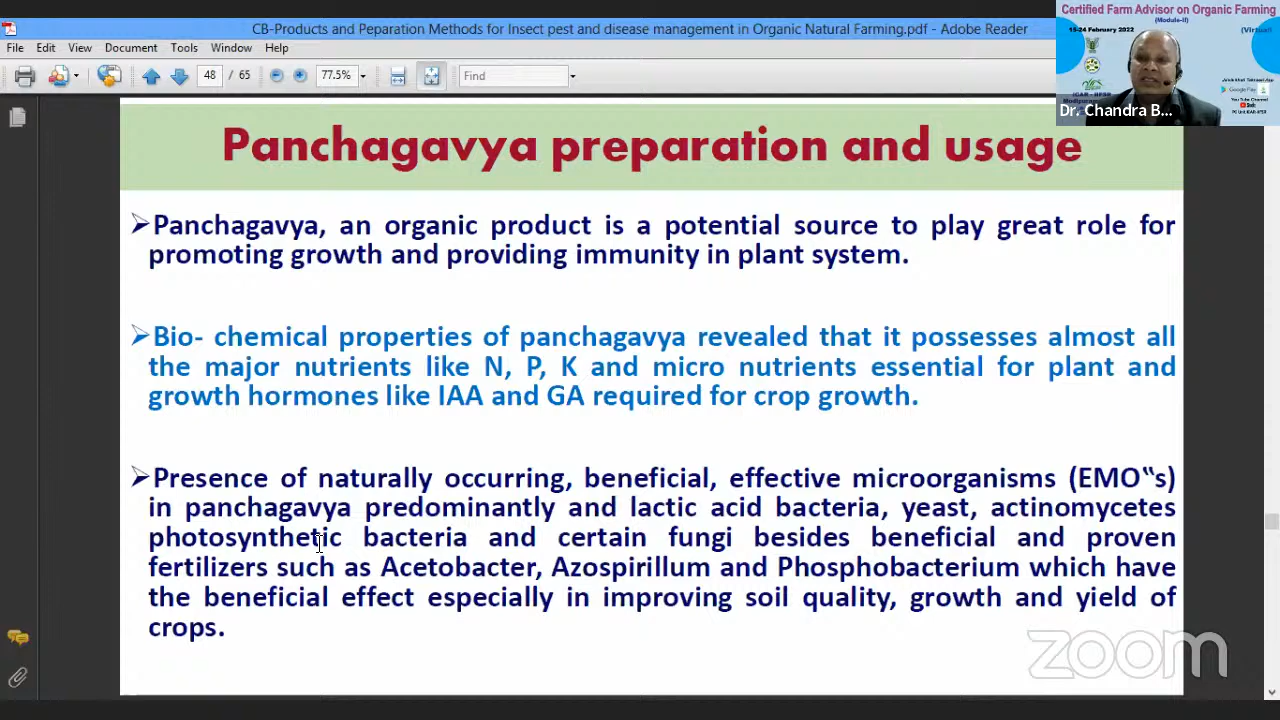 CB-Products and Peparation Methods for Insect pest and disease management in Organic Natural Farming.pdf - Adobe Reader
File Edit View Document Tools Window Help
48 / 65 77.5% Find
Certified Farm Advisor on Organic Farming
(Module-II)
15-24 February 2022 (Virtual)
Google Play
You Tube Channel
Dr. Chandra B...
Panchagavya preparation and usage
➢Panchagavya, an organic product is a potential source to play great role for
promoting growth and providing immunity in plant system.
➢Bio- chemical properties of panchagavya revealed that it possesses almost all
the major nutrients like N, P, K and micro nutrients essential for plant and
growth hormones like IAA and GA required for crop growth.
➢Presence of naturally occurring, beneficial, effective microorganisms (EMO‟s)
in panchagavya predominantly and lactic acid bacteria, yeast, actinomycetes
photosynthetic bacteria and certain fungi besides beneficial and proven
fertilizers such as Acetobacter, Azospirillum and Phosphobacterium which have
the beneficial effect especially in improving soil quality, growth and yield of
crops.
zoom